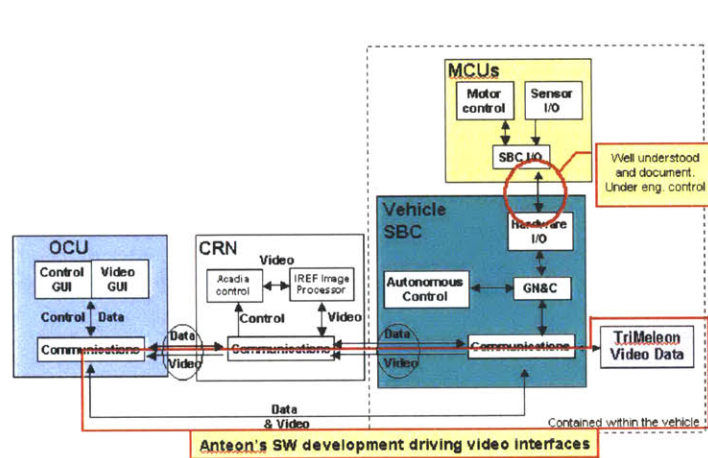 MCUs
Motor
control
Sensor
I/O
SBC I/O
Well understood
and document.
Under eng. control
Vehicle
SBC
Hardware
I/O
Autonomous
Control
GN&C
Communications
TriMeleon
Video Data
OCU
Control
GUI
Video
GUI
Control
Data
Communications
Data
Video
CRN
Video
Acadia
control
IREF Image
Processor
Control
Video
Communications
Data
Video
Data
& Video
Contained within the vehicle
Anteon's SW development driving video interfaces